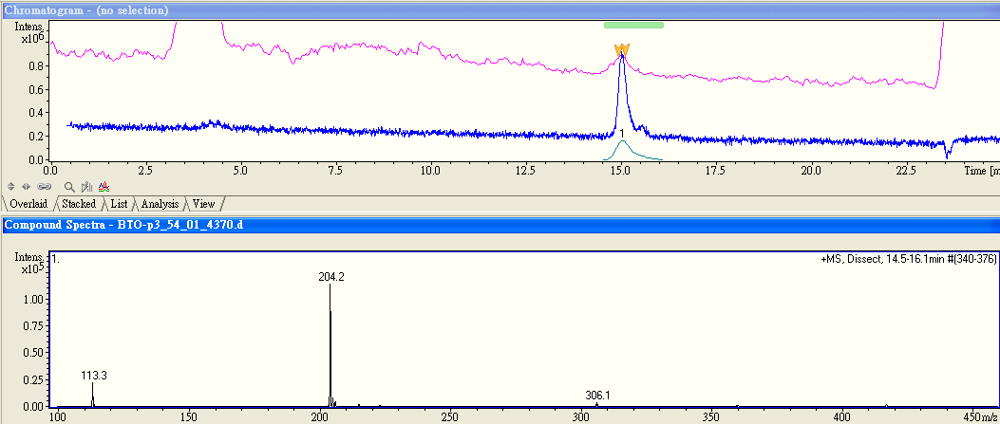 Chromatogram - (no selection)
Intens.
x10⁶
0.8
0.6
0.4
0.2
0.0
1
0.0 2.5 5.0 7.5 10.0 12.5 15.0 17.5 20.0 22.5 Time [m
Overlaid Stacked List Analysis View
Compound Spectra - BTO-p3_54_01_4370.d
Intens.
x10⁵
1.00
0.75
0.50
0.25
0.00
1. +MS, Dissect, 14.5-16.1min #(340-376)
204.2
113.3
306.1
100 150 200 250 300 350 400 450 m/z